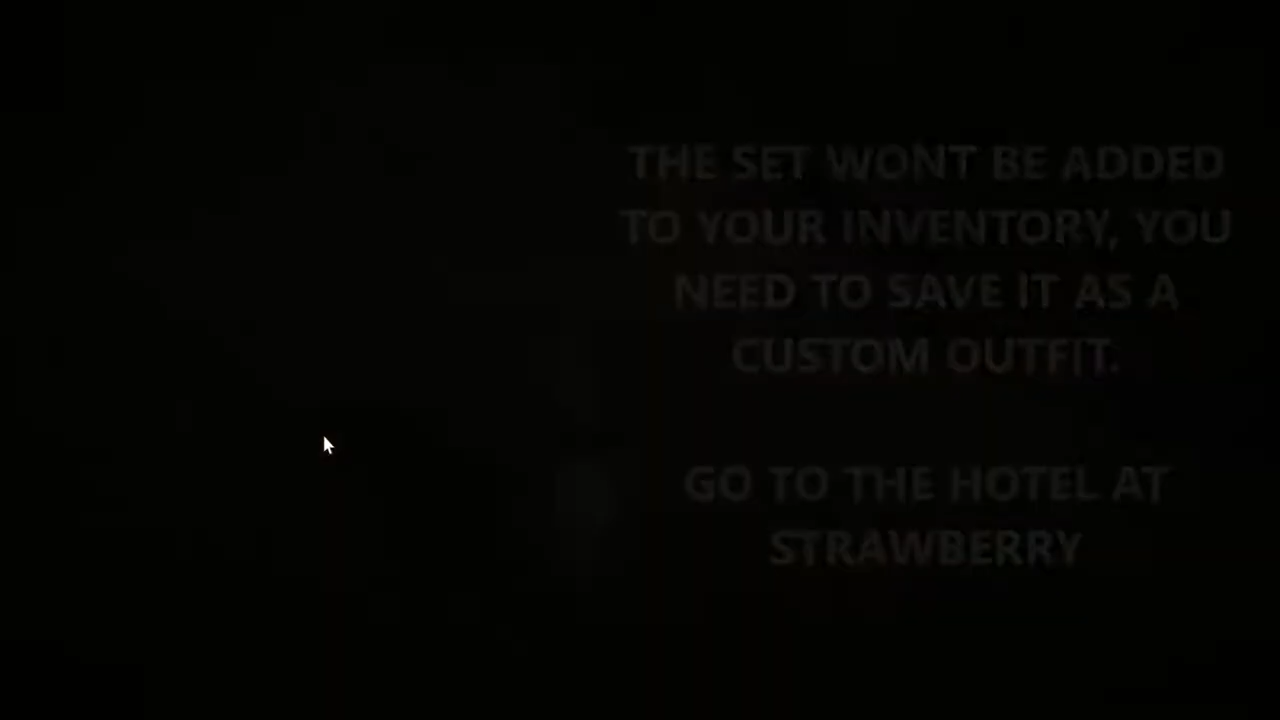 THE SET WONT BE ADDED
TO YOUR INVENTORY, YOU
NEED TO SAVE IT AS A
CUSTOM OUTFIT.
GO TO THE HOTEL AT
STRAWBERRY